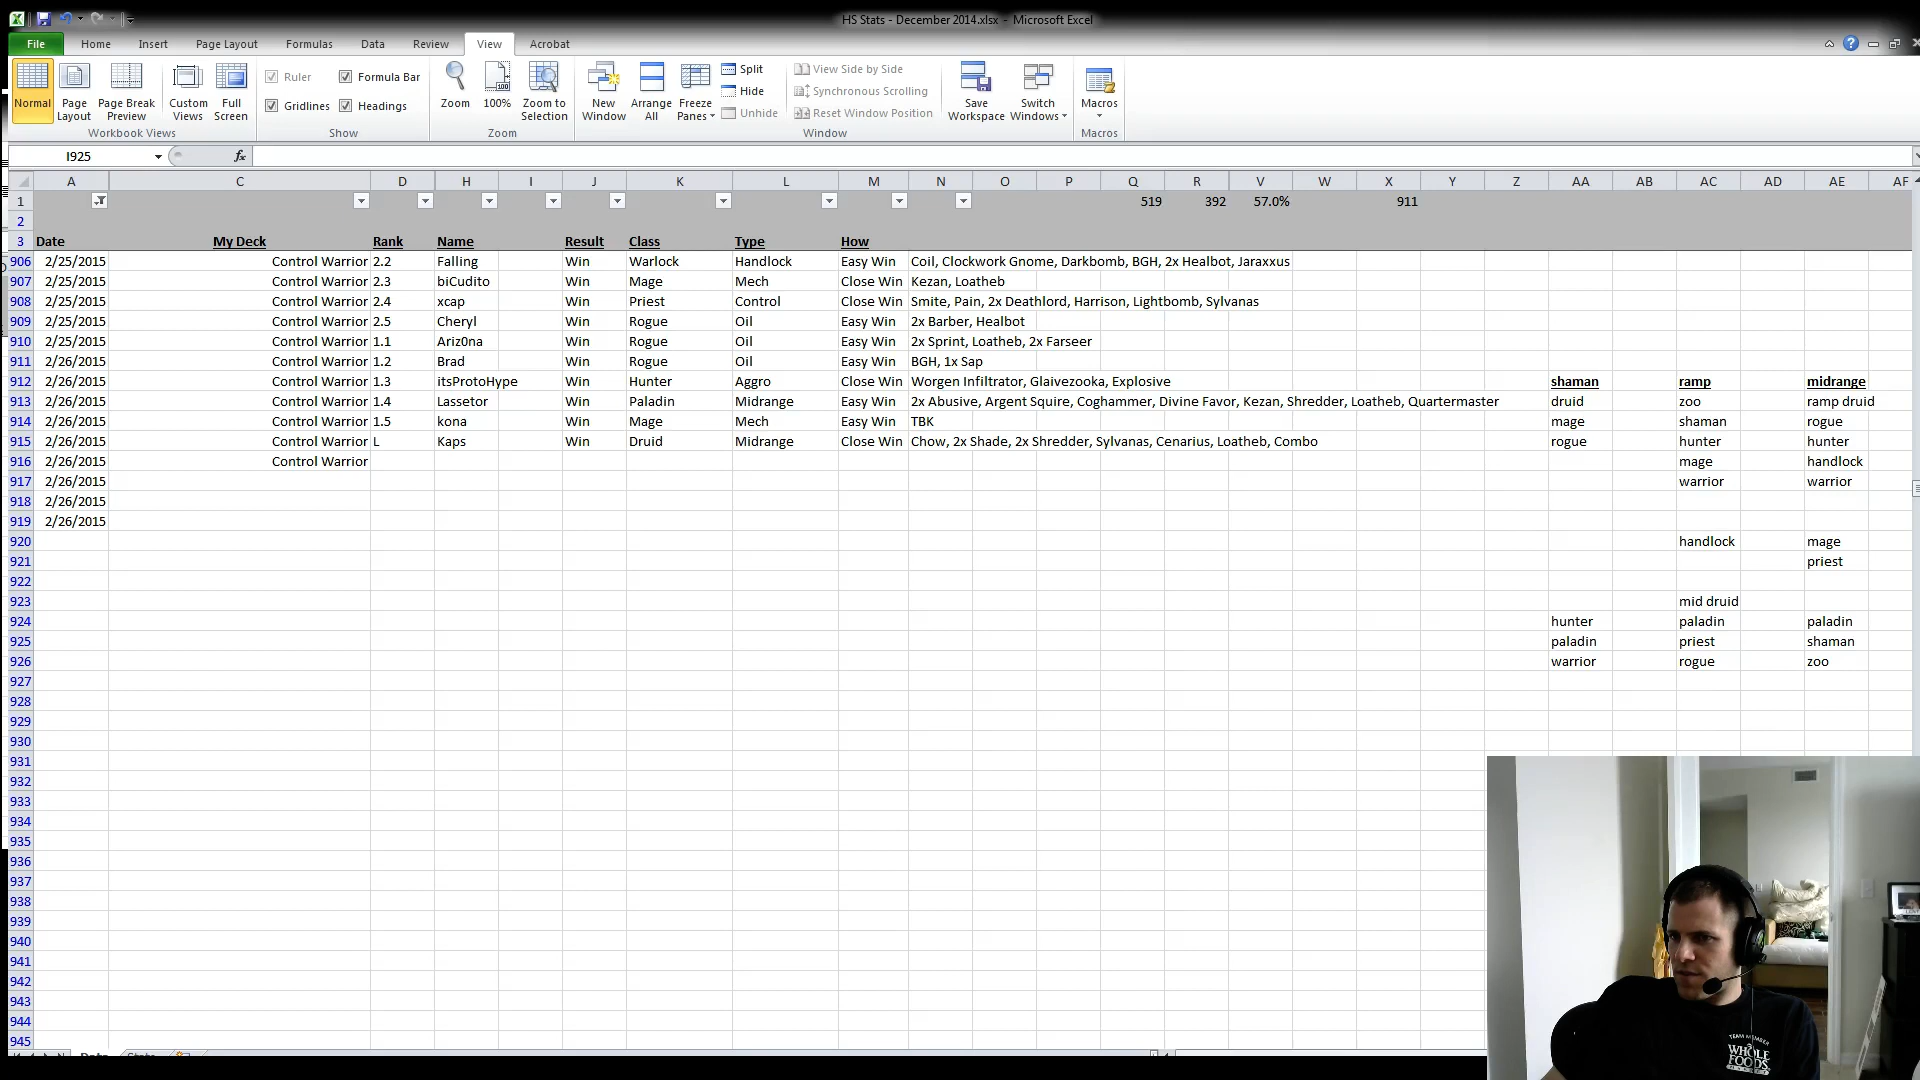 HS Stats - December 2014.xlsx - Microsoft Excel
File Home Insert Page Layout Formulas Data Review View Acrobat
Normal Page Layout Page Break Preview Custom Views Full Screen
Workbook Views
Ruler Formula Bar
Gridlines Headings
Show
Zoom 100% Zoom to Selection
Zoom
New Window Arrange All Freeze Panes
Split
Hide
Unhide
View Side by Side
Synchronous Scrolling
Reset Window Position
Save Workspace Switch Windows
Window
Macros
Macros
I925 fx
A C D H I J K L M N O P Q R V W X Y Z AA AB AC AD AE AF
1 519 392 57.0% 911
2
3 Date My Deck Rank Name Result Class Type How
906 2/25/2015 Control Warrior 2.2 Falling Win Warlock Handlock Easy Win Coil, Clockwork Gnome, Darkbomb, BGH, 2x Healbot, Jaraxxus
907 2/25/2015 Control Warrior 2.3 biCudito Win Mage Mech Close Win Kezan, Loatheb
908 2/25/2015 Control Warrior 2.4 xcap Win Priest Control Close Win Smite, Pain, 2x Deathlord, Harrison, Lightbomb, Sylvanas
909 2/25/2015 Control Warrior 2.5 Cheryl Win Rogue Oil Easy Win 2x Barber, Healbot
910 2/25/2015 Control Warrior 1.1 Ariz0na Win Rogue Oil Easy Win 2x Sprint, Loatheb, 2x Farseer
911 2/26/2015 Control Warrior 1.2 Brad Win Rogue Oil Easy Win BGH, 1x Sap
912 2/26/2015 Control Warrior 1.3 itsProtoHype Win Hunter Aggro Close Win Worgen Infiltrator, Glaivezooka, Explosive shaman ramp midrange
913 2/26/2015 Control Warrior 1.4 Lassetor Win Paladin Midrange Easy Win 2x Abusive, Argent Squire, Coghammer, Divine Favor, Kezan, Shredder, Loatheb, Quartermaster druid zoo ramp druid
914 2/26/2015 Control Warrior 1.5 kona Win Mage Mech Easy Win TBK mage shaman rogue
915 2/26/2015 Control Warrior L Kaps Win Druid Midrange Close Win Chow, 2x Shade, 2x Shredder, Sylvanas, Cenarius, Loatheb, Combo rogue hunter hunter
916 2/26/2015 Control Warrior mage handlock
917 2/26/2015 warrior warrior
918 2/26/2015
919 2/26/2015
920 handlock mage
921 priest
922
923 mid druid
924 hunter paladin paladin
925 paladin priest shaman
926 warrior rogue zoo
927
928
929
930
931
932
933
934
935
936
937
938
939
940
941
942
943
944
945
TEAM MEMBER
WHOLE
FOODS